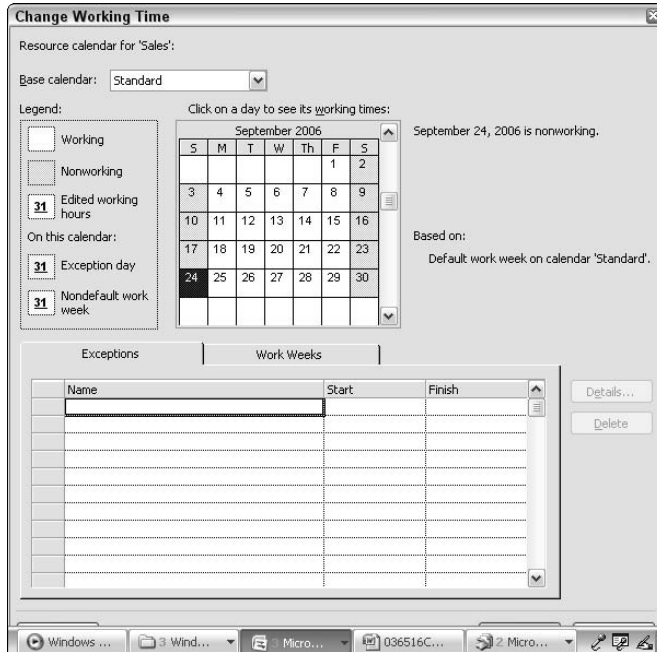 Change Working Time
Resource calendar for 'Sales':
Base calendar: Standard
Legend:
Working
Nonworking
31 Edited working hours
On this calendar:
31 Exception day
31 Nondefault work week
Click on a day to see its working times:
September 2006
S M T W Th F S
1 2
3 4 5 6 7 8 9
10 11 12 13 14 15 16
17 18 19 20 21 22 23
24 25 26 27 28 29 30
September 24, 2006 is nonworking.
Based on:
Default work week on calendar 'Standard'.
Exceptions
Work Weeks
Name Start Finish
Details...
Delete
Windows ...
3 Wind...
3 Micro...
036516C...
2 Micro...